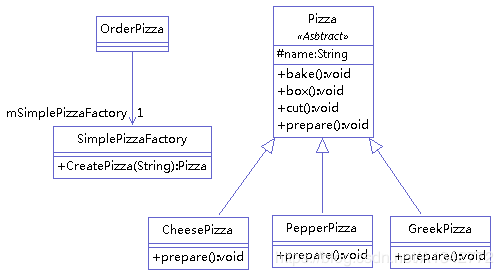 OrderPizza
mSimplePizzaFactory 1
SimplePizzaFactory
+CreatePizza(String):Pizza
Pizza
«Asbtract»
#name:String
+bake():void
+box():void
+cut():void
+prepare():void
CheesePizza
+prepare():void
PepperPizza
+prepare():void
GreekPizza
+prepare():void